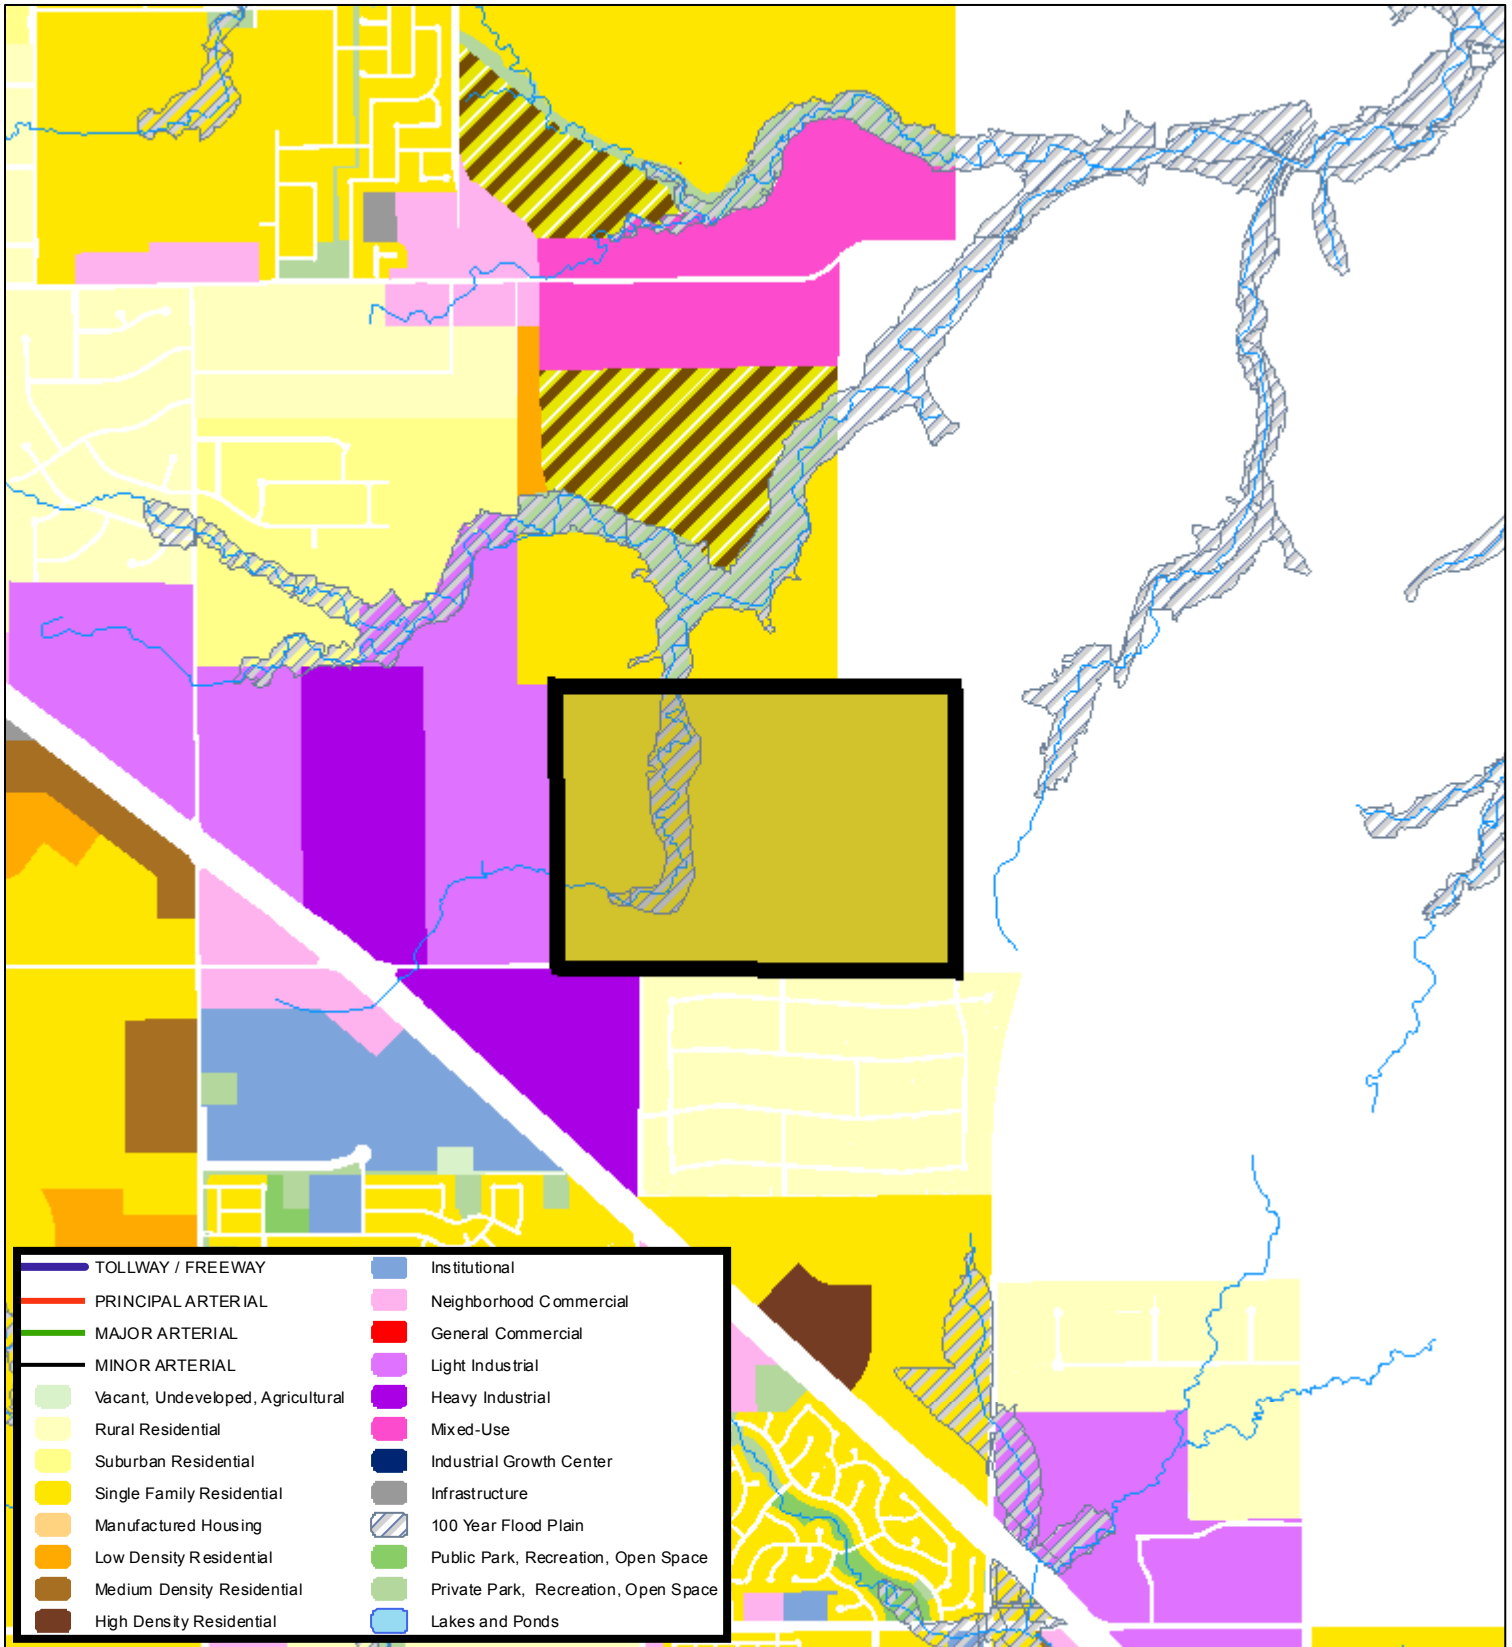 TOLLWAY / FREEWAY
PRINCIPAL ARTERIAL
MAJOR ARTERIAL
MINOR ARTERIAL
Vacant, Undeveloped, Agricultural
Rural Residential
Suburban Residential
Single Family Residential
Manufactured Housing
Low Density Residential
Medium Density Residential
High Density Residential
Institutional
Neighborhood Commercial
General Commercial
Light Industrial
Heavy Industrial
Mixed-Use
Industrial Growth Center
Infrastructure
100 Year Flood Plain
Public Park, Recreation, Open Space
Private Park, Recreation, Open Space
Lakes and Ponds